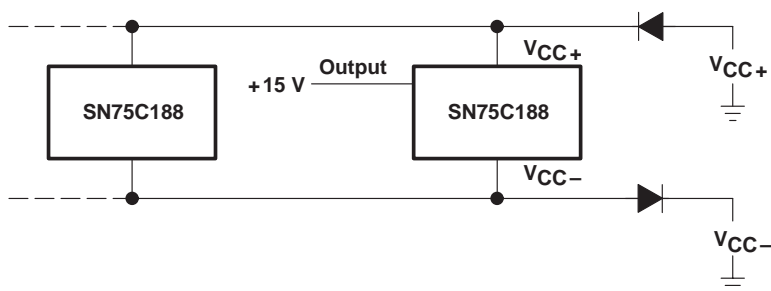 VCC+
Output
VCC+
+15 V
SN75C188
SN75C188
VCC−
VCC−